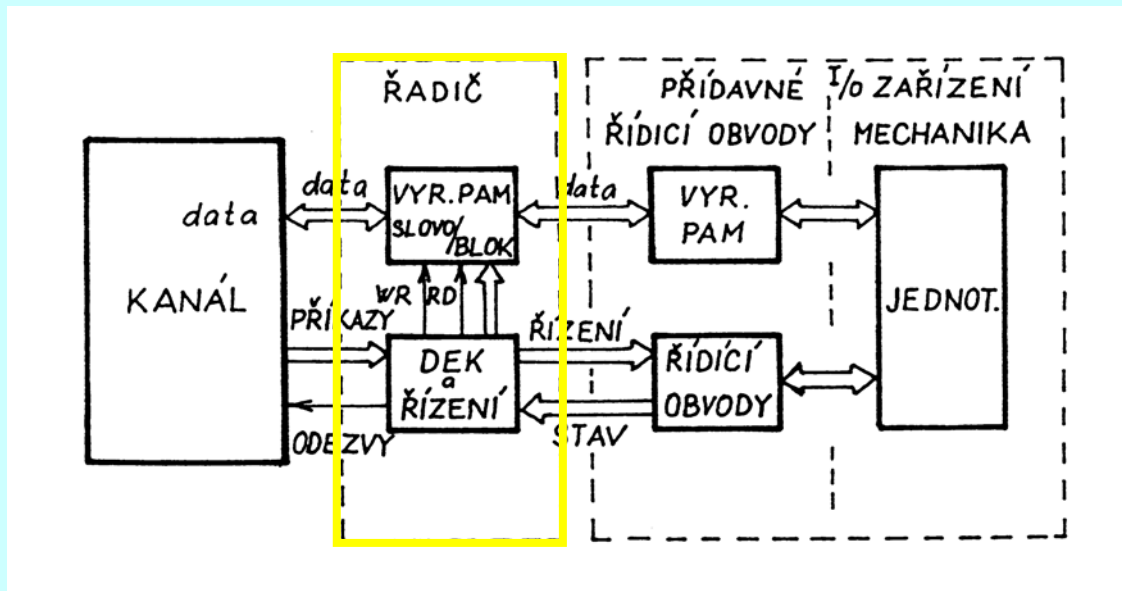 ŘADIČ
PŘÍDAVNÉ I/O ZAŘÍZENÍ
ŘÍDICÍ OBVODY MECHANIKA
KANÁL
data
data
VYR. PAM
SLOVO/BLOK
data
VYR.
PAM
WR RD
PŘÍKAZY
DEK
a
ŘÍZENÍ
ODEZVY
ŘÍZENÍ
STAV
ŘÍDÍCÍ
OBVODY
JEDNOT.